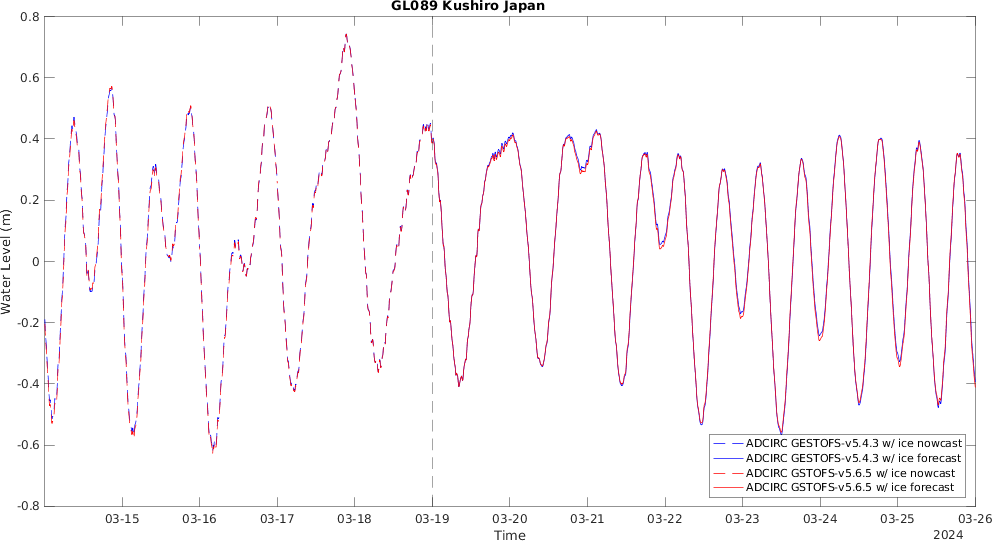 GL089 Kushiro Japan
0.8
0.6
0.4
0.2
0
-0.2
-0.4
-0.6
-0.8
Water Level (m)
ADCIRC GESTOFS-v5.4.3 w/ ice nowcast
ADCIRC GESTOFS-v5.4.3 w/ ice forecast
ADCIRC GSTOFS-v5.6.5 w/ ice nowcast
ADCIRC GSTOFS-v5.6.5 w/ ice forecast
03-15 03-16 03-17 03-18 03-19 03-20 03-21 03-22 03-23 03-24 03-25 03-26
Time
2024